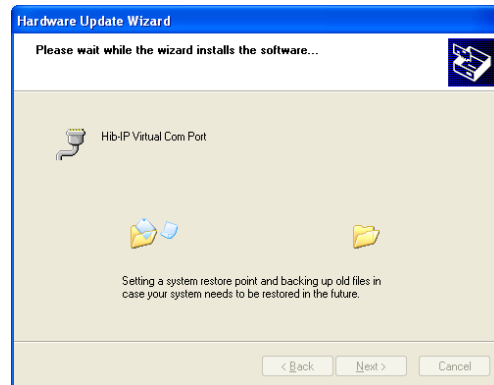 Hardware Update Wizard
Please wait while the wizard installs the software...
Hib-IP Virtual Com Port
Setting a system restore point and backing up old files in
case your system needs to be restored in the future.
< Back
Next >
Cancel